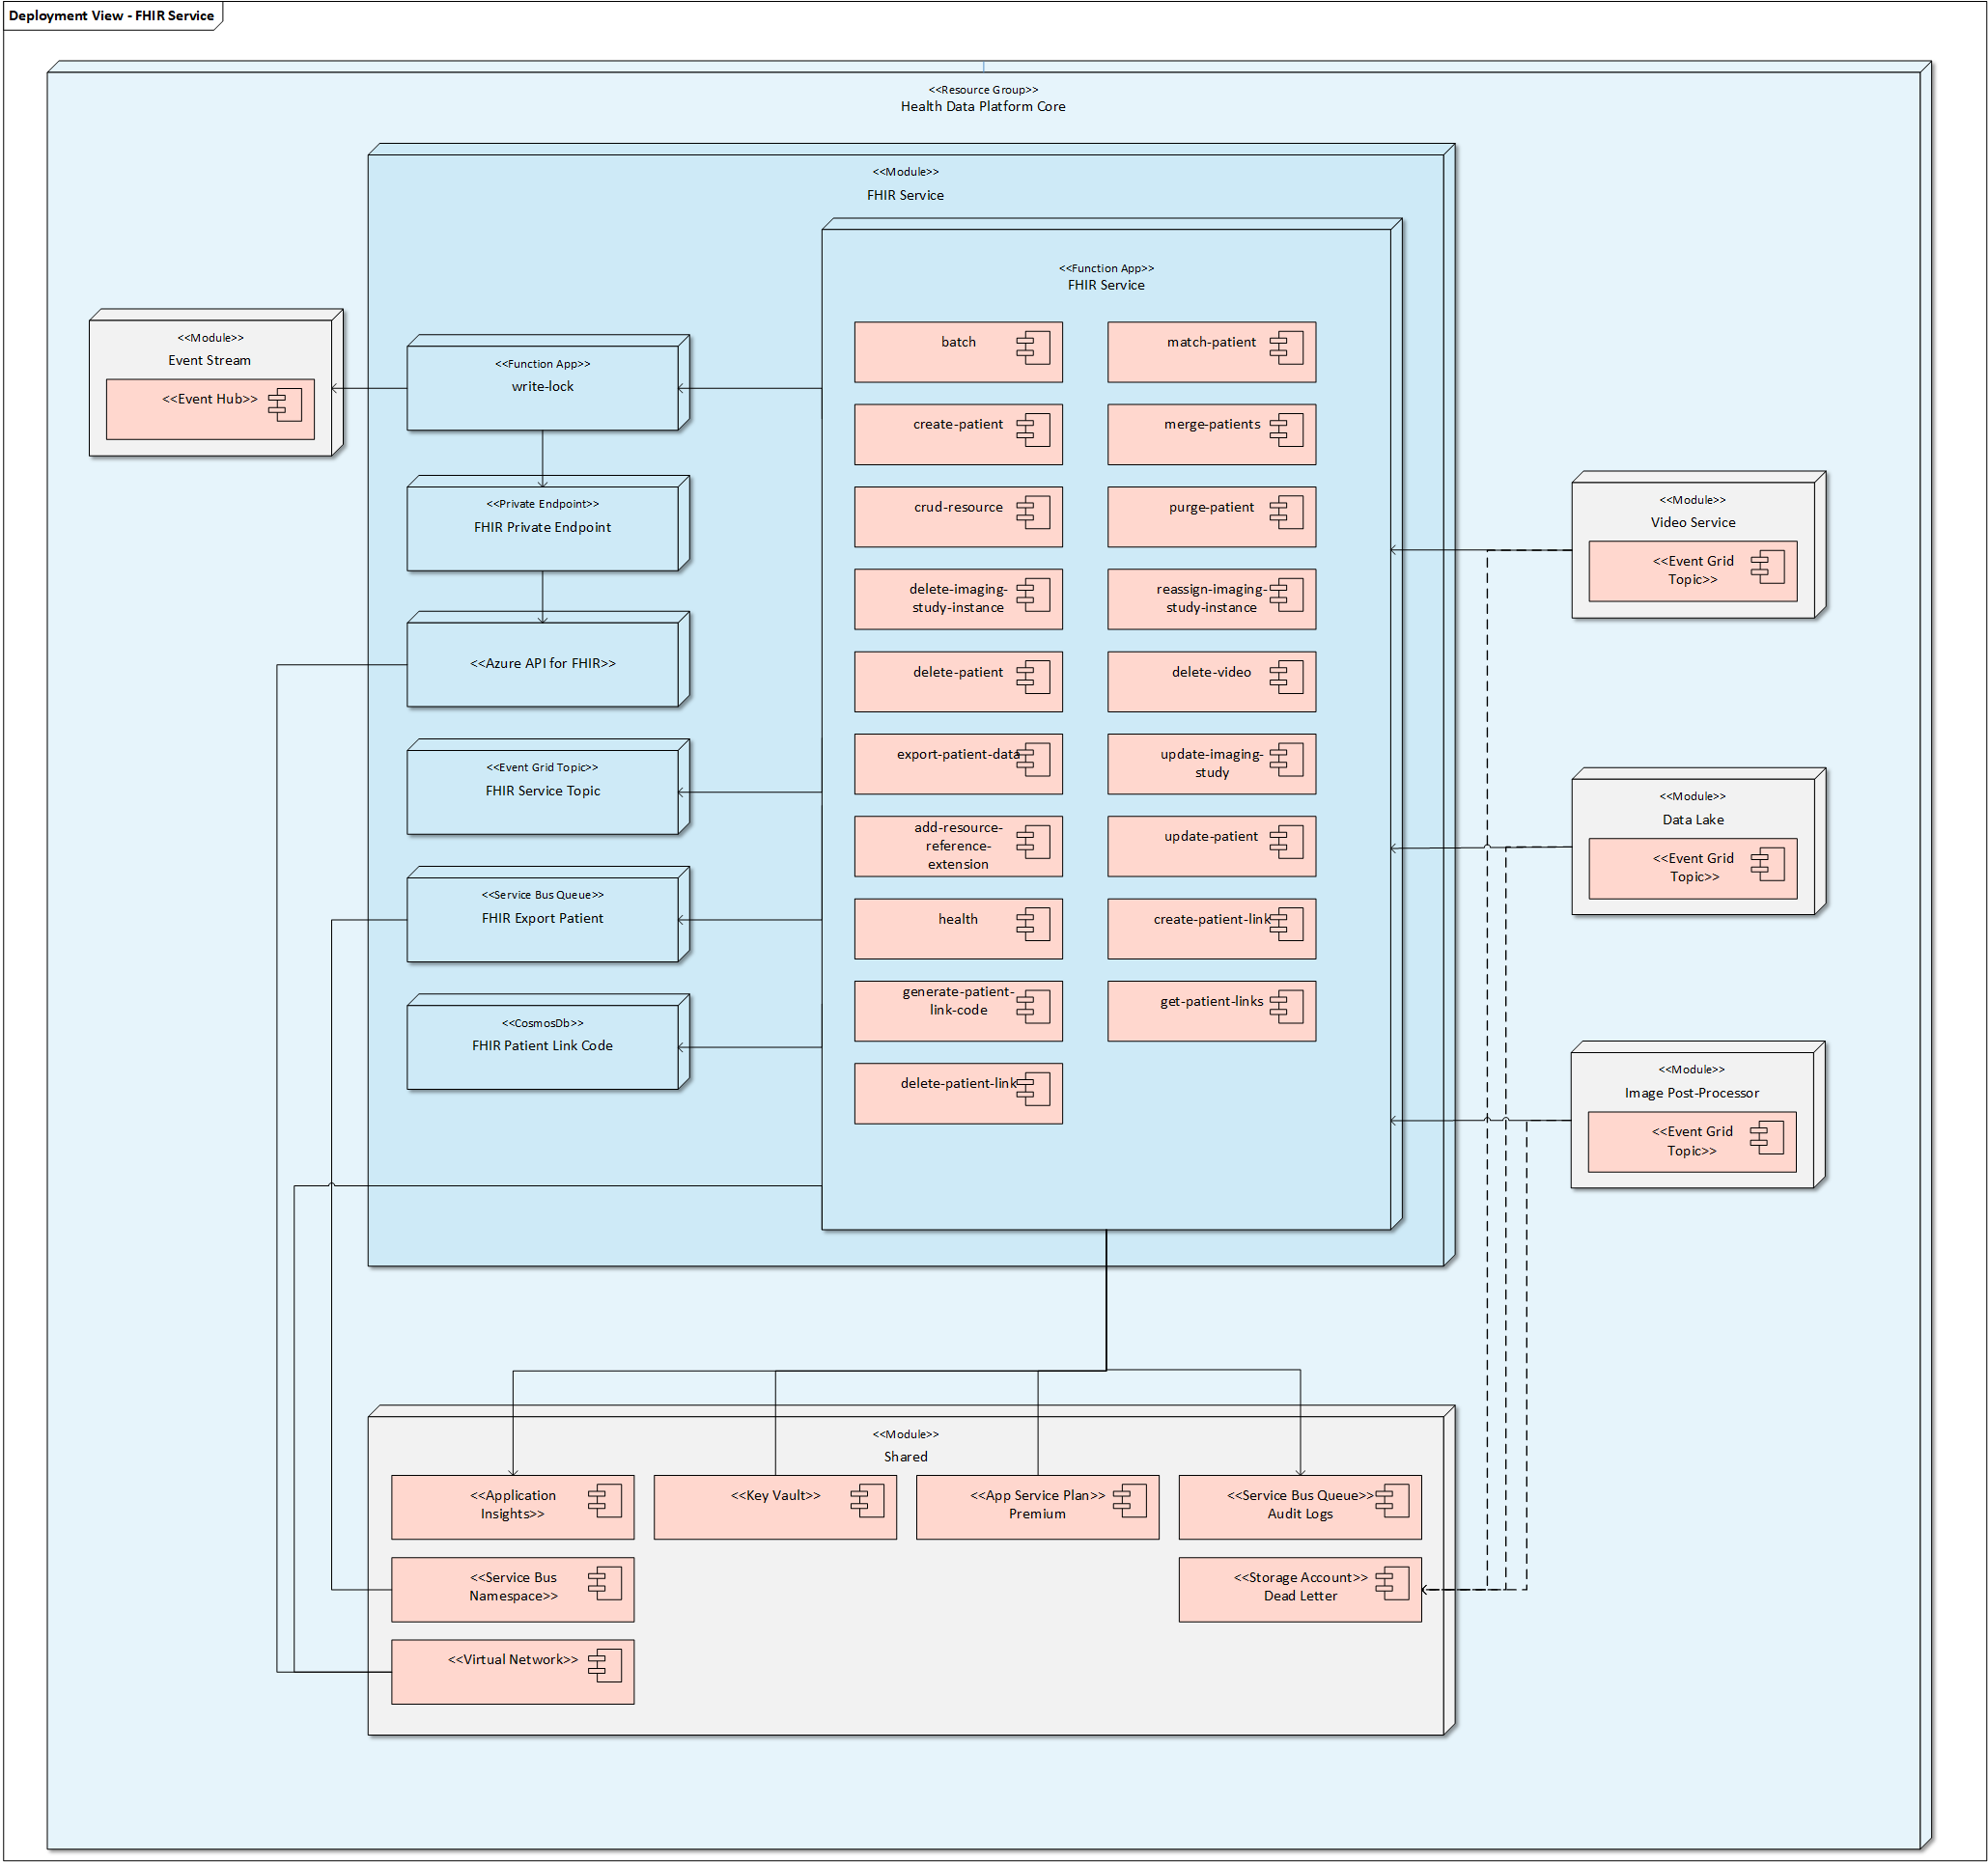 Deployment View - FHIR Service
<<Resource Group>>
Health Data Platform Core
<<Module>>
FHIR Service
<<Function App>>
FHIR Service
<<Module>>
Event Stream
<<Event Hub>>
<<Function App>>
write-lock
<<Private Endpoint>>
FHIR Private Endpoint
<<Azure API for FHIR>>
<<Event Grid Topic>>
FHIR Service Topic
<<Service Bus Queue>>
FHIR Export Patient
<<CosmosDb>>
FHIR Patient Link Code
batch
match-patient
create-patient
merge-patients
crud-resource
purge-patient
delete-imaging-
study-instance
reassign-imaging-
study-instance
delete-patient
delete-video
export-patient-data
update-imaging-
study
add-resource-
reference-
extension
update-patient
health
create-patient-link
generate-patient-
link-code
get-patient-links
delete-patient-link
<<Module>>
Video Service
<<Event Grid
Topic>>
<<Module>>
Data Lake
<<Event Grid
Topic>>
<<Module>>
Image Post-Processor
<<Event Grid
Topic>>
<<Module>>
Shared
<<Application
Insights>>
<<Key Vault>>
<<App Service Plan>>
Premium
<<Service Bus Queue>>
Audit Logs
<<Service Bus
Namespace>>
<<Storage Account>>
Dead Letter
<<Virtual Network>>